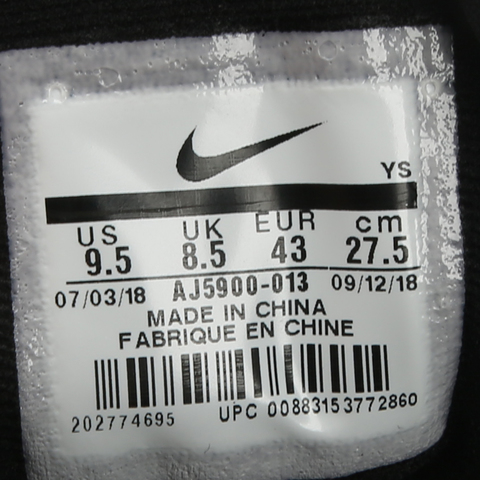 YS
US UK EUR cm
9.5 8.5 43 27.5
07/03/18 AJ5900-013 09/12/18
MADE IN CHINA
FABRIQUE EN CHINE
202774695 UPC 00883153772860